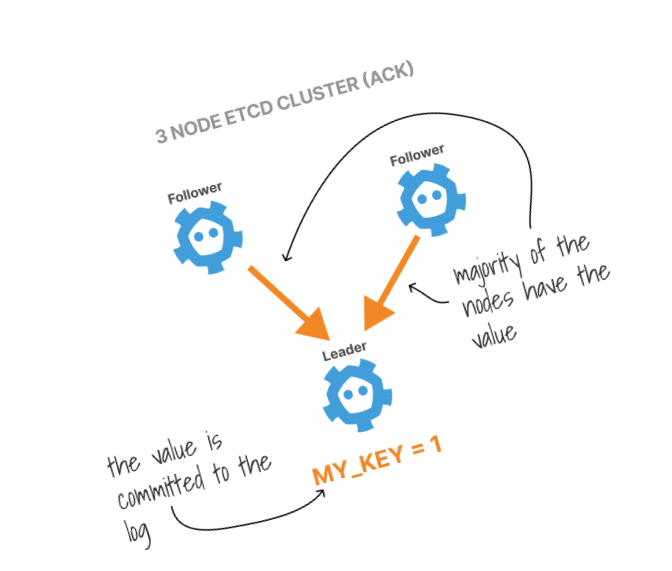 3 NODE ETCD CLUSTER (ACK)
Follower
Follower
majority of the
nodes have the
value
Leader
MY_KEY = 1
the value is
committed to the
log